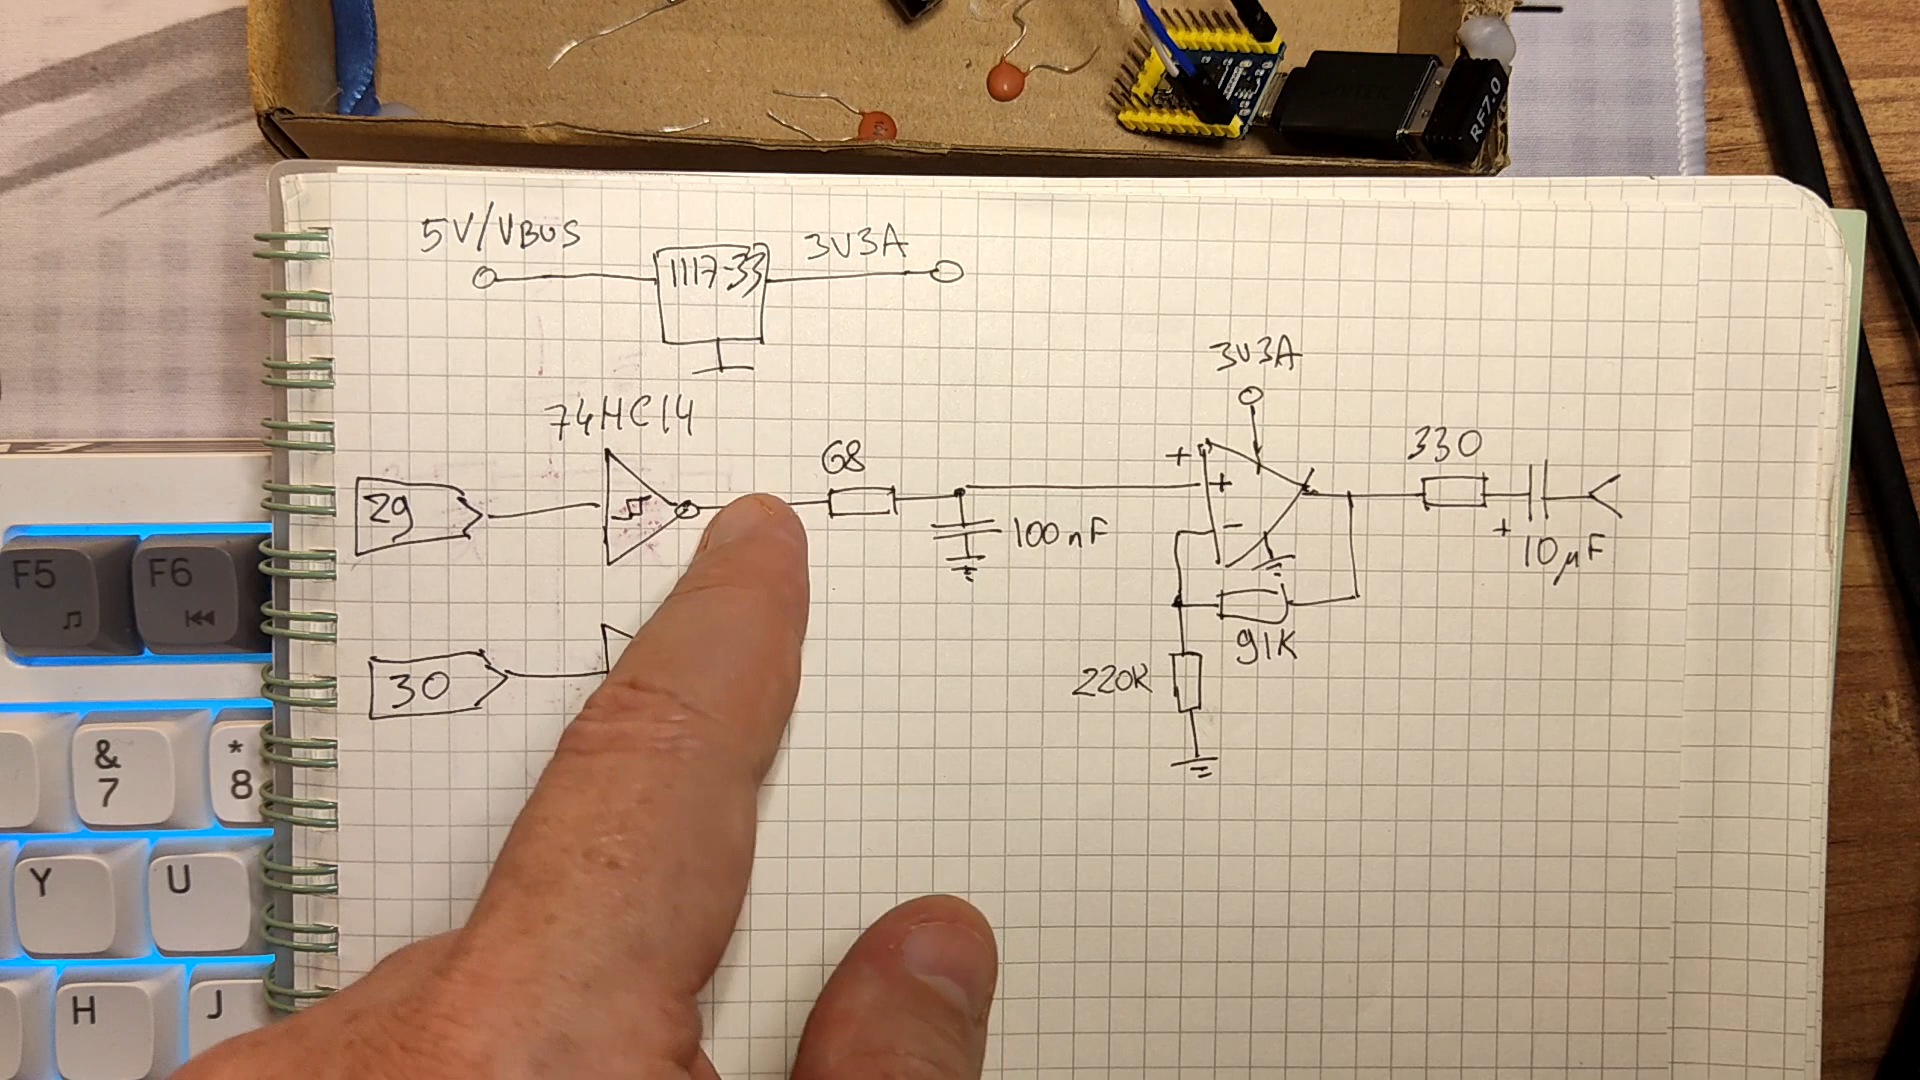 RF7.0
5V/VBUS
1117-33
3V3A
3V3A
74HC14
68
330
29
+
+
100nF
-
+
10µF
91K
30
220K
F5
F6
&
7
*
8
Y
U
H
J